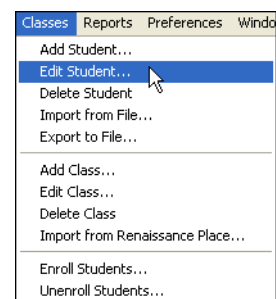 Classes Reports Preferences Windo
Add Student...
Edit Student...
Delete Student
Import from File...
Export to File...
Add Class...
Edit Class...
Delete Class
Import from Renaissance Place...
Enroll Students...
Unenroll Students...